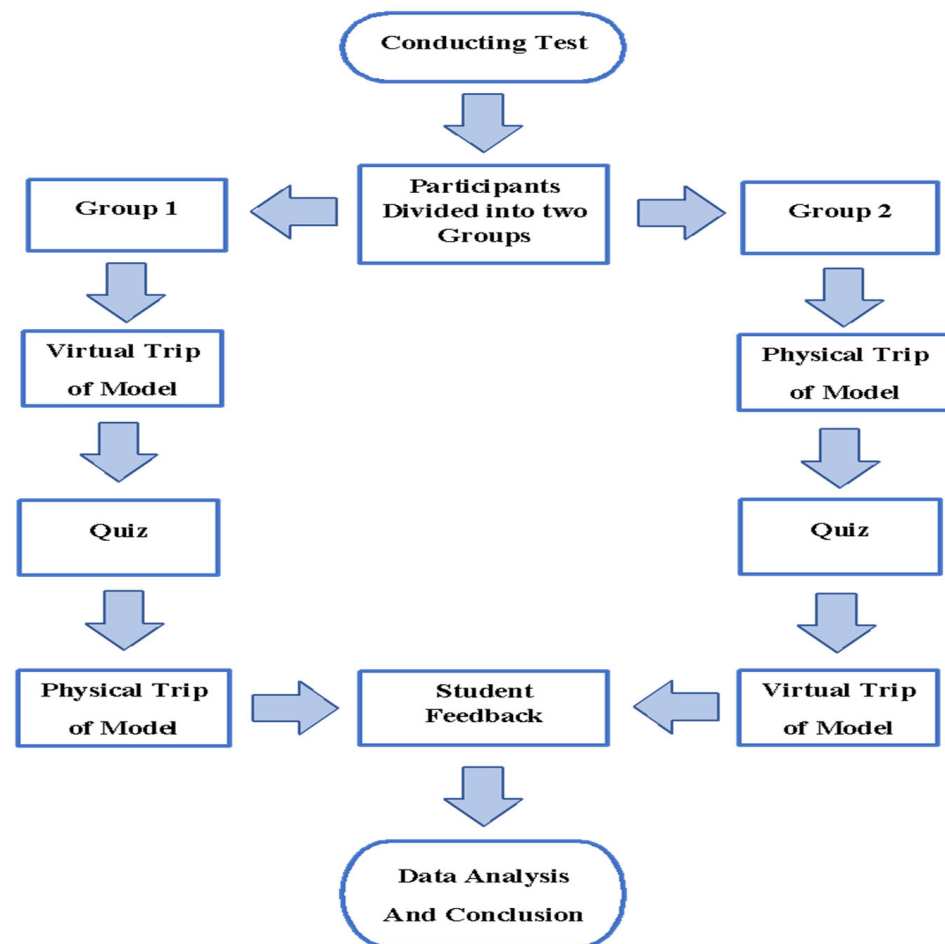 Conducting Test
Participants
Divided into two
Groups
Group 1
Group 2
Virtual Trip
of Model
Physical Trip
of Model
Quiz
Quiz
Physical Trip
of Model
Student
Feedback
Virtual Trip
of Model
Data Analysis
And Conclusion